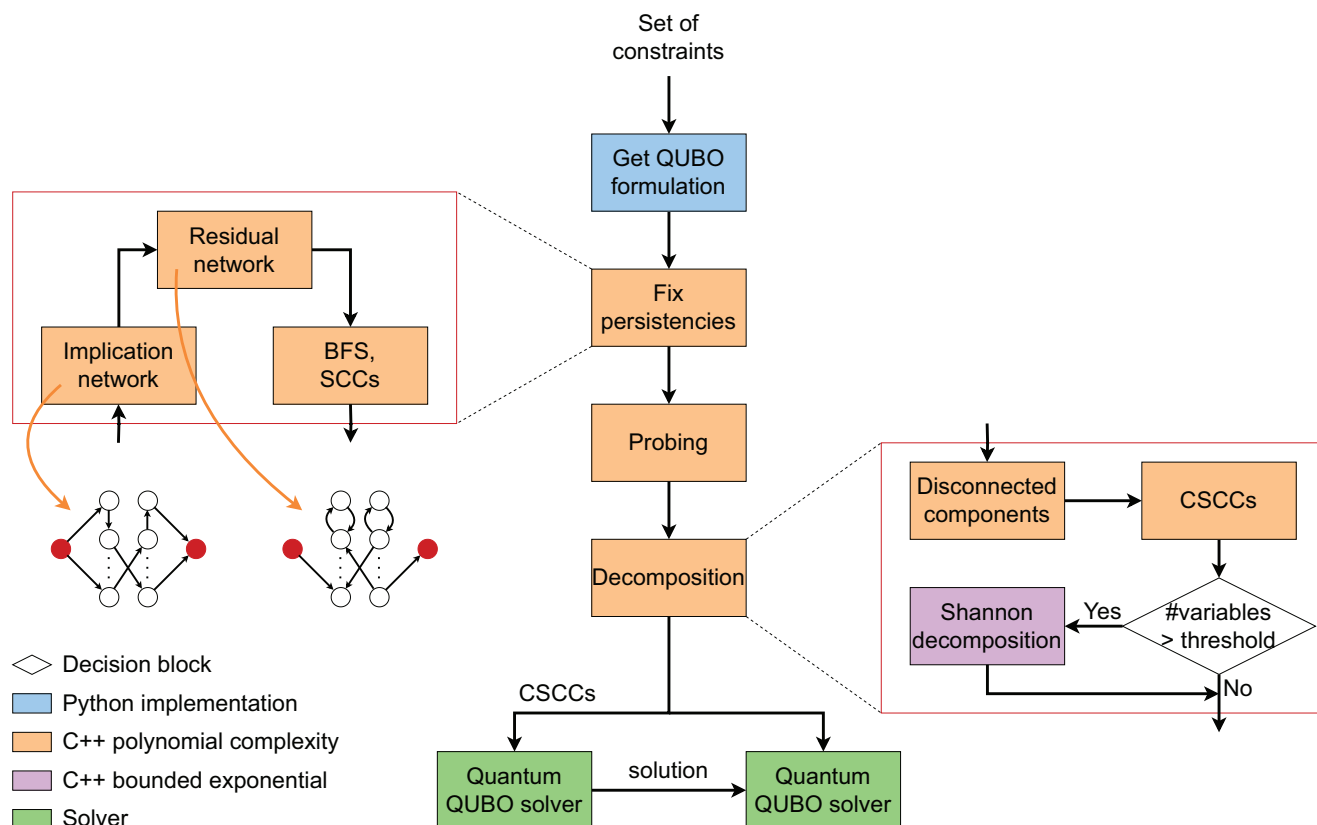 Set of
constraints
Get QUBO
formulation
Residual
network
Fix
persistencies
Implication
network
BFS,
SCCs
Probing
Disconnected
components
CSCCs
Decomposition
Shannon
decomposition
Yes
#variables
> threshold
No
Decision block
Python implementation
C++ polynomial complexity
C++ bounded exponential
Solver
CSCCs
Quantum
QUBO solver
solution
Quantum
QUBO solver